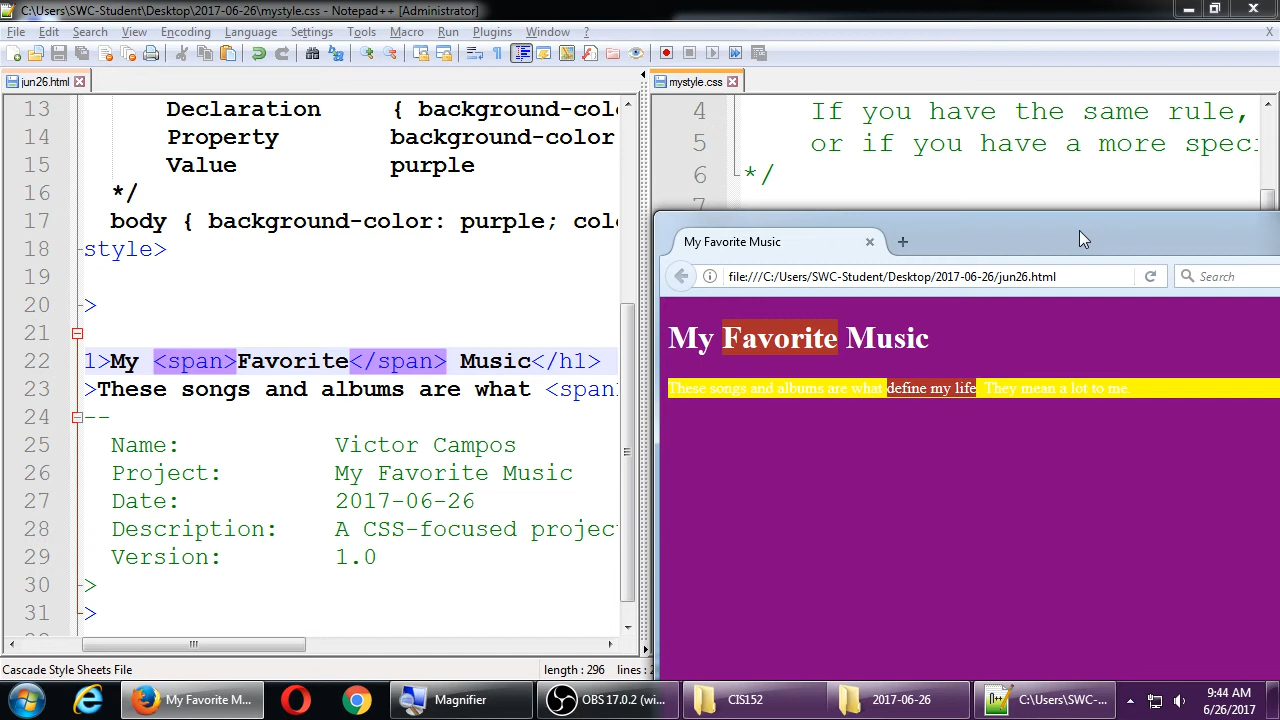 C:\Users\SWC-Student\Desktop\2017-06-26\mystyle.css - Notepad++ [Administrator]
File Edit Search View Encoding Language Settings Tools Macro Run Plugins Window ? X
jun26.html
13 Declaration { background-colo
14 Property background-color
15 Value purple
16 */
17 body { background-color: purple; colo
18 style>
19
20 >
21
22 1>My <span>Favorite</span> Music</h1>
23 >These songs and albums are what <span
24 --
25 Name: Victor Campos
26 Project: My Favorite Music
27 Date: 2017-06-26
28 Description: A CSS-focused project
29 Version: 1.0
30 >
31 >
mystyle.css
4 If you have the same rule,
5 or if you have a more speci
6 */
7
My Favorite Music
file:///C:/Users/SWC-Student/Desktop/2017-06-26/jun26.html
Search
My Favorite Music
These songs and albums are what define my life. They mean a lot to me.
Cascade Style Sheets File length : 296 lines :
My Favorite M... Magnifier OBS 17.0.2 (wi... CIS152 2017-06-26 C:\Users\SWC-... 9:44 AM
6/26/2017